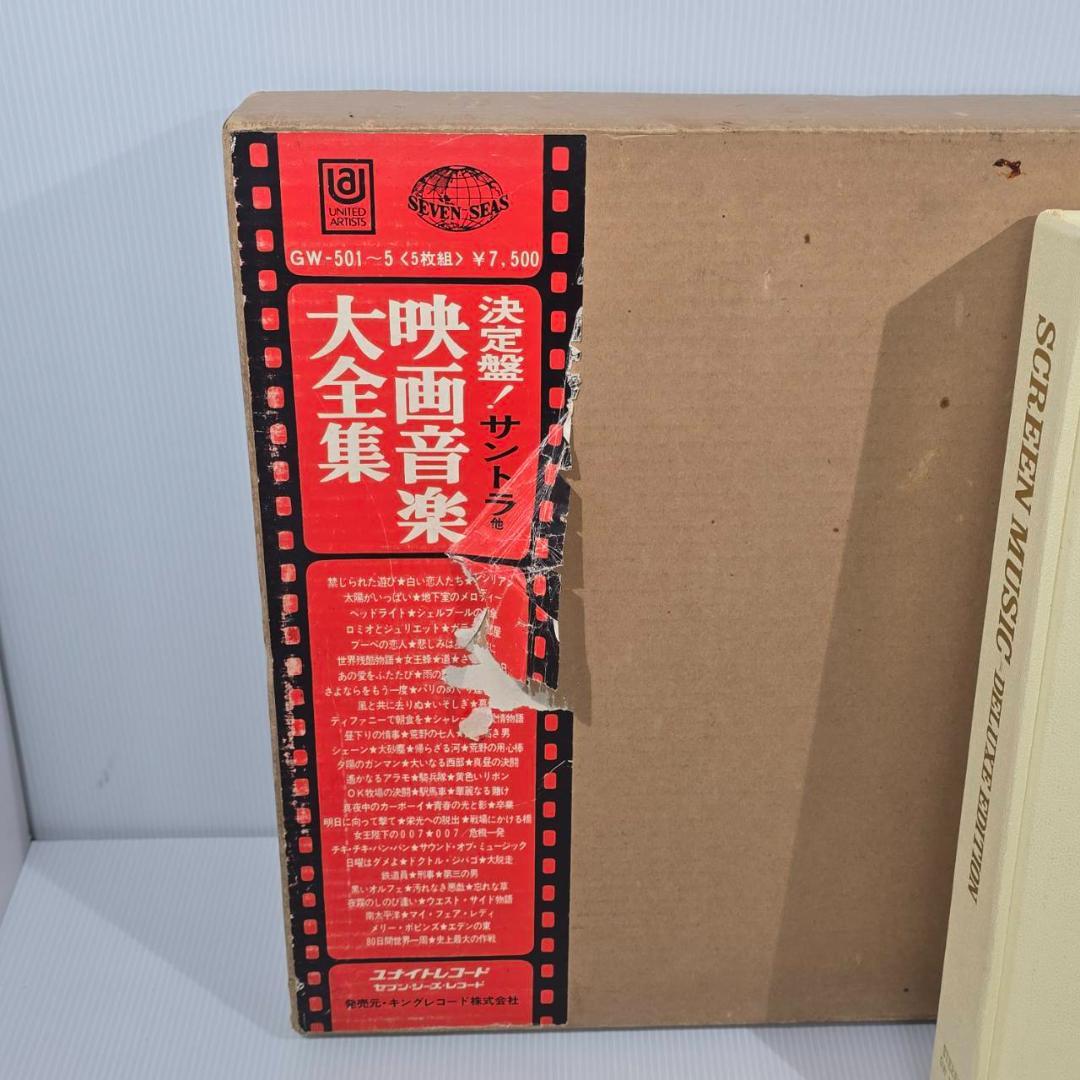 UNITED
ARTISTS
SEVEN SEAS
GW-501～5〈5枚組〉￥7,500
決定盤！サントラ他
映画音楽
大全集
禁じられた遊び★白い恋人たち★シシリアン
太陽がいっぱい★地下室のメロディ～
ヘッドライト★シェルブールの
ロミオとジュリエット★ガラ
ブーベの恋人★悲しみは
世界残酷物語★女王蜂★道★さ
あの愛をふたたび★雨の
さよならをもう一度★パリのめぐり
風と共に去りぬ★いそしぎ★
ティファニーで朝食を★シャレー 情物語
昼下りの情事★荒野の七人★ き男
シェーン★大砂塵★帰らざる河★荒野の用心棒
夕陽のガンマン★大いなる西部★真昼の決闘
遙かなるアラモ★騎兵隊★黄色いリボン
OK牧場の決闘★駅馬車★華麗なる賭け
真夜中のカーボーイ★青春の光と影★卒業
明日に向って撃て★栄光への脱出★戦場にかける橋
女王陛下の007★007／危機一発
チキ・チキ・バン・バン★サウンド・オブ・ミュージック
日曜はダメよ★ドクトル・ジバゴ★大脱走
鉄道員★刑事★第三の男
黒いオルフェ★汚れなき悪戯★忘れな草
夜霧のしのび逢い★ウエスト・サイド物語
南太平洋★マイ・フェア・レディ
メリー・ポピンズ★エデンの東
80日間世界一周★史上最大の作戦
ユナイトレコード
セブン・シーズ・レコード
発売元・キングレコード株式会社
SCREEN MUSIC-DELUXE EDITION